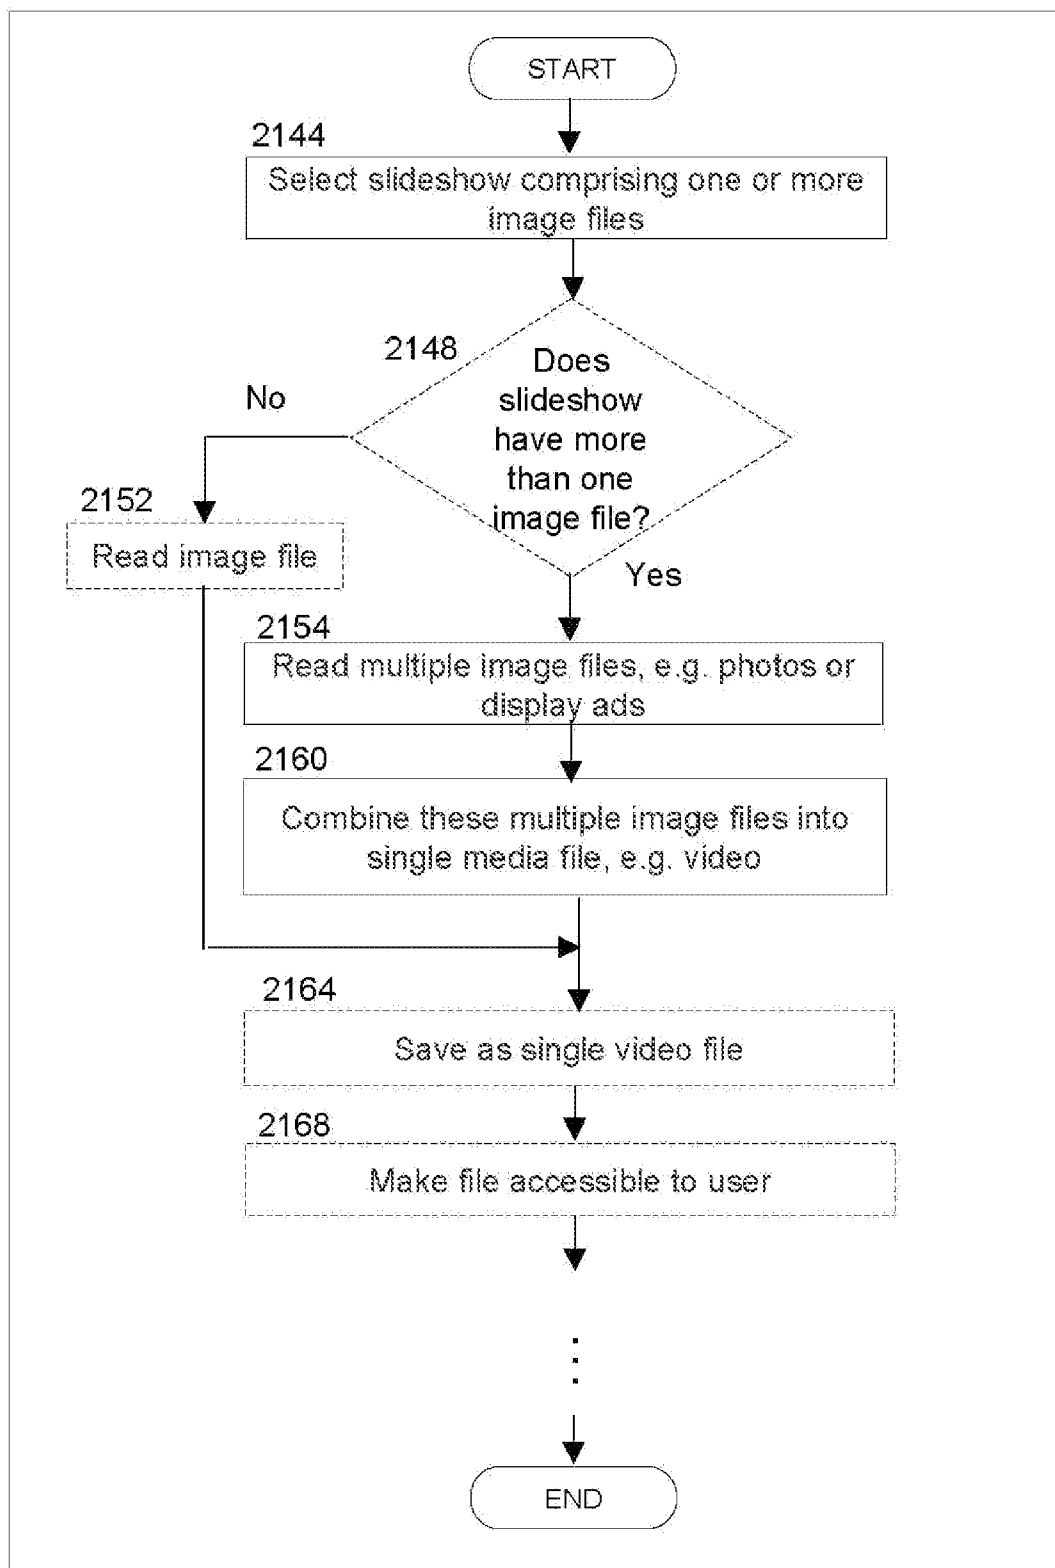 START
2144
Select slideshow comprising one or more
image files
2148
Does
slideshow
have more
than one
image file?
No
Yes
2152
Read image file
2154
Read multiple image files, e.g. photos or
display ads
2160
Combine these multiple image files into
single media file, e.g. video
2164
Save as single video file
2168
Make file accessible to user
END